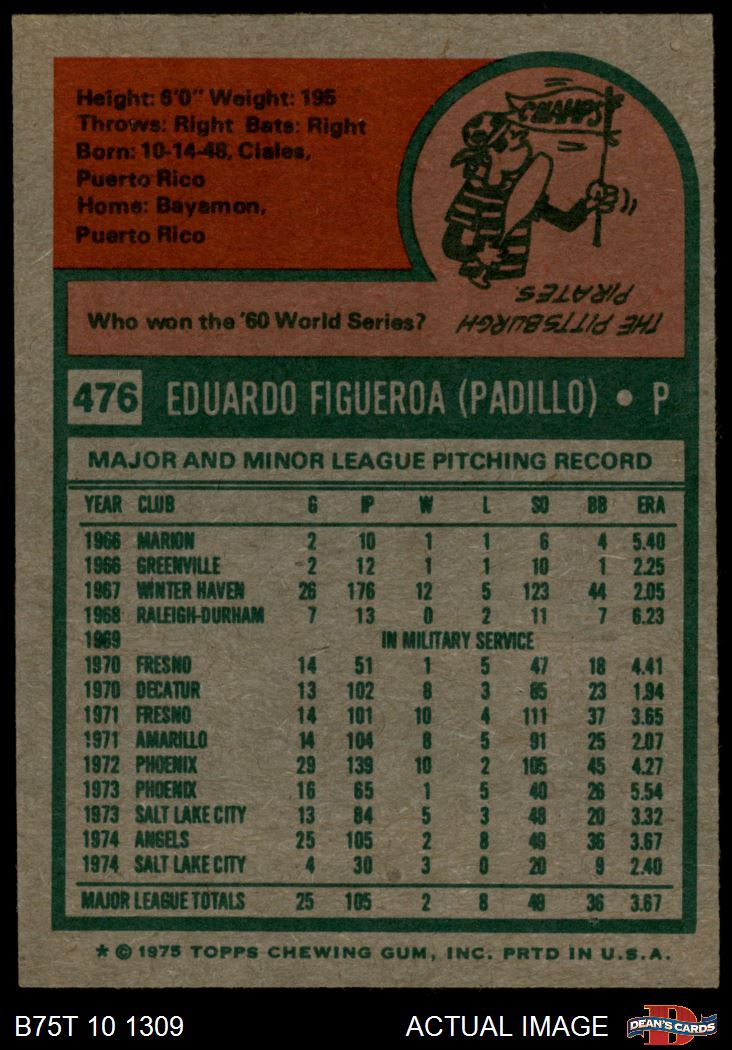 Height: 6'0" Weight: 195
Throws: Right Bats: Right
Born: 10-14-48, Ciales,
Puerto Rico
Home: Bayamon,
Puerto Rico
CHAMPS
Who won the '60 World Series?
THE PITTSBURGH
PIRATES.
476 EDUARDO FIGUEROA (PADILLO) • P
MAJOR AND MINOR LEAGUE PITCHING RECORD
YEAR CLUB G IP W L SO BB ERA
1966 MARION 2 10 1 1 6 4 5.40
1966 GREENVILLE 2 12 1 1 10 1 2.25
1967 WINTER HAVEN 26 176 12 5 123 44 2.05
1968 RALEIGH-DURHAM 7 13 0 2 11 7 6.23
1969 IN MILITARY SERVICE
1970 FRESNO 14 51 1 5 47 18 4.41
1970 DECATUR 13 102 8 3 85 23 1.94
1971 FRESNO 14 101 10 4 111 37 3.65
1971 AMARILLO 14 104 8 5 91 25 2.07
1972 PHOENIX 29 139 10 2 105 45 4.27
1973 PHOENIX 16 65 1 5 40 26 5.54
1973 SALT LAKE CITY 13 84 5 3 48 20 3.32
1974 ANGELS 25 105 2 8 49 36 3.67
1974 SALT LAKE CITY 4 30 3 0 20 9 2.40
MAJOR LEAGUE TOTALS 25 105 2 8 49 36 3.67
* © 1975 TOPPS CHEWING GUM, INC. PRTD IN U.S.A.
B75T 10 1309 ACTUAL IMAGE
D
DEAN'S CARDS